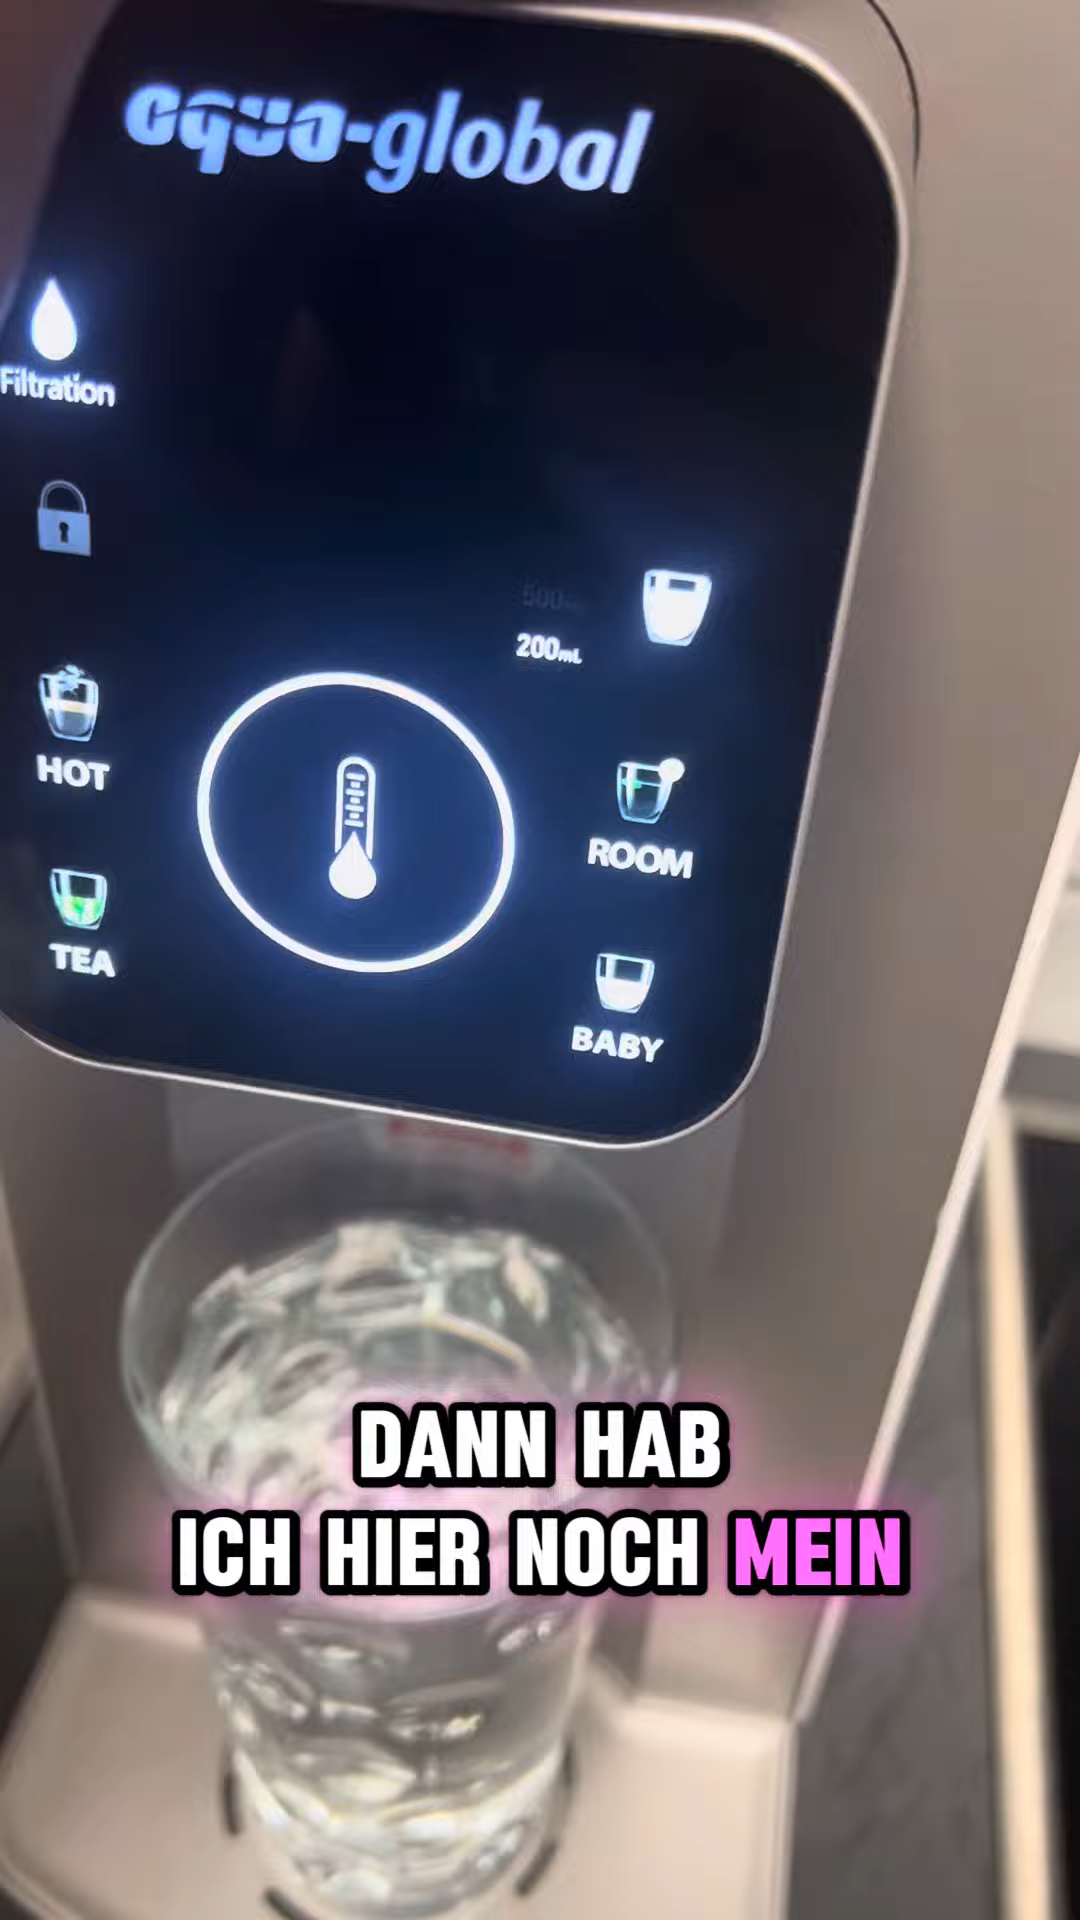 aqua-global
Filtration
500mL
200mL
HOT
ROOM
TEA
BABY
DANN HAB
ICH HIER NOCH MEIN